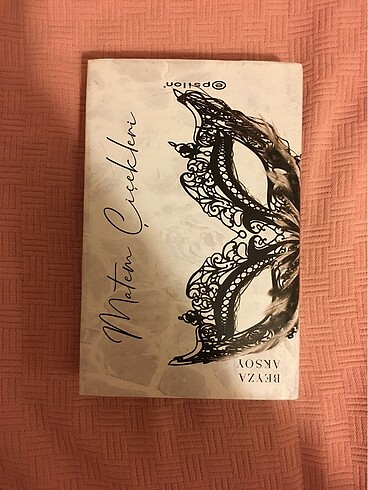 epsilon
Matem Çiçekleri
BEYZA
AKSOY